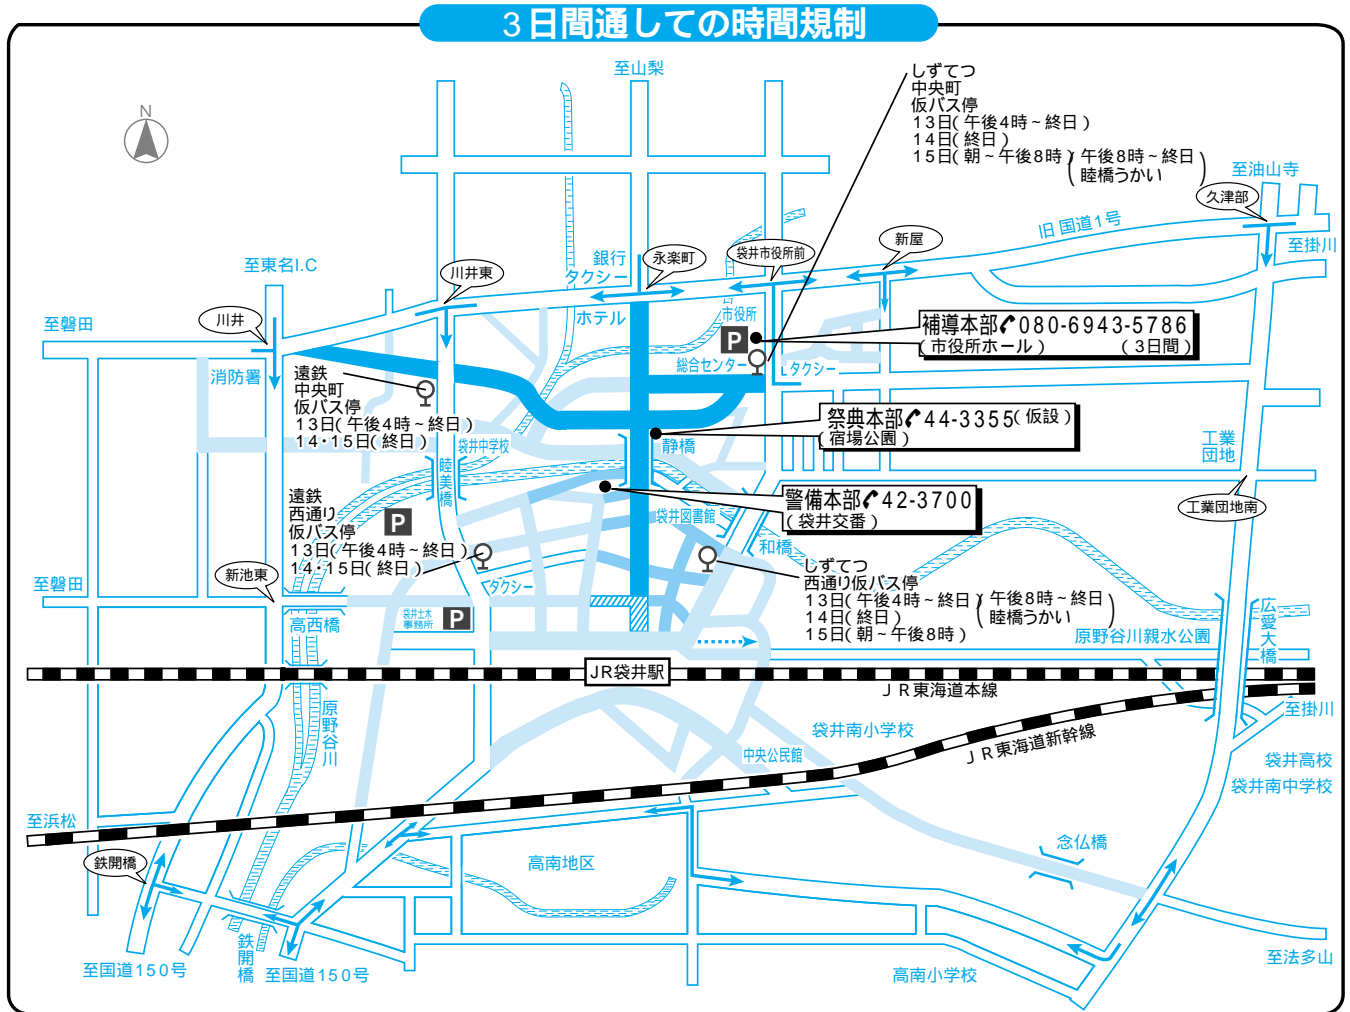 3日間通しての時間規制
至山梨
N
しずてつ
中央町
仮バス停
13日(午後4時~終日)
14日(終日)
15日(朝~午後8時)(午後8時~終日
睦橋うかい)
至油山寺
久津部
旧国道1号
至掛川
新屋
袋井市役所前
永楽町
銀行
タクシー
川井東
至東名I.C
川井
至磐田
ホテル
市役所
P
総合センター
タクシー
補導本部 080-6943-5786
(市役所ホール) (3日間)
消防署
遠鉄
中央町
仮バス停
13日(午後4時~終日)
14・15日(終日)
袋井中学校
睦美橋
静橋
祭典本部 44-3355(仮設)
(宿場公園)
工業
団地
工業団地南
警備本部 42-3700
(袋井交番)
袋井図書館
和橋
遠鉄
西通り
仮バス停
13日(午後4時~終日)
14・15日(終日)
P
タクシー
しずてつ
西通り仮バス停
13日(午後4時~終日)
14日(終日)
15日(朝~午後8時)
(午後8時~終日
睦橋うかい)
至磐田
新池東
高西橋
袋井土木
事務所
P
原野谷川親水公園
広愛大橋
JR袋井駅
JR東海道本線
至掛川
原野谷川
袋井南小学校
中央公民館
JR東海道新幹線
袋井高校
袋井南中学校
至浜松
鉄開橋
高南地区
念仏橋
鉄開橋
至国道150号
至国道150号
高南小学校
至法多山